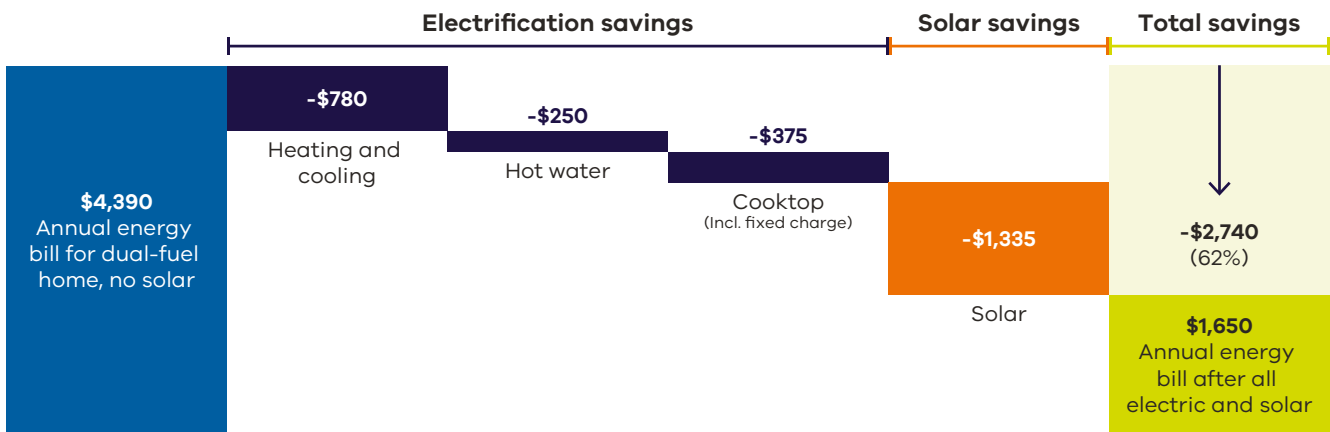 Electrification savings
Solar savings
Total savings
$4,390
Annual energy
bill for dual-fuel
home, no solar
-$780
Heating and
cooling
-$250
Hot water
-$375
Cooktop
(Incl. fixed charge)
-$1,335
Solar
-$2,740
(62%)
$1,650
Annual energy
bill after all
electric and solar